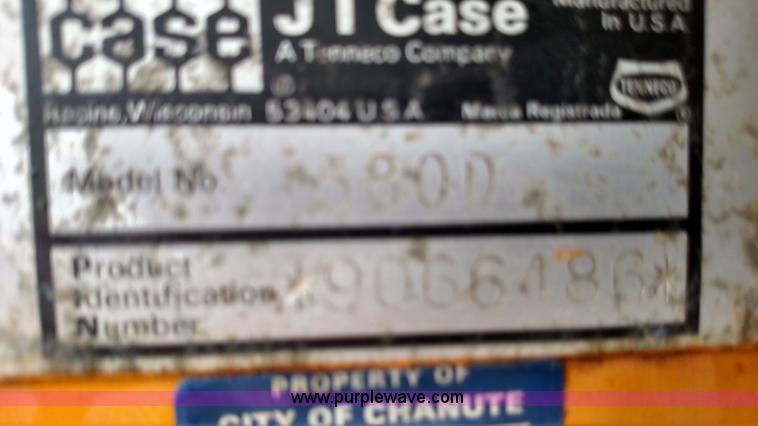 case
J I Case
A Tenneco Company
Manufactured
In U.S.A
Racine, Wisconsin 53404 U.S.A.
Marca Registrada
TENNECO
Model No. 580D
Product
Identification *9066486*
Number
PROPERTY OF
www.purplewave.com
CITY OF CHANUTE